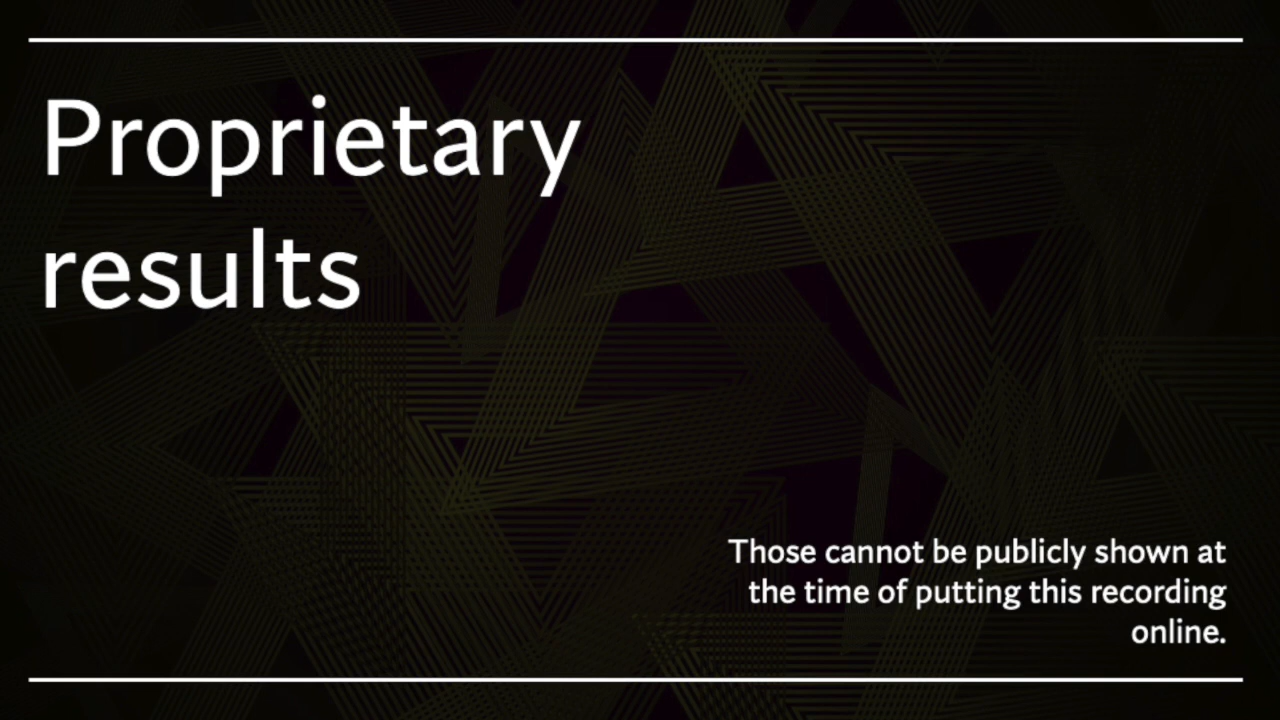 Proprietary
results
Those cannot be publicly shown at
the time of putting this recording
online.